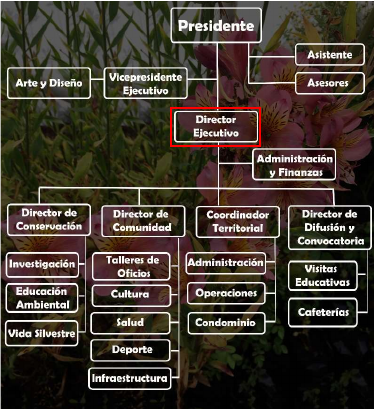 Presidente
Asistente
Arte y Diseño
Vicepresidente
Ejecutivo
Asesores
Director
Ejecutivo
Administración
y Finanzas
Director de
Conservación
Director de
Comunidad
Coordinador
Territorial
Director de
Difusión y
Convocatoria
Investigación
Educación
Ambiental
Vida Silvestre
Talleres de
Oficios
Cultura
Salud
Deporte
Infraestructura
Administración
Operaciones
Condominio
Visitas
Educativas
Cafeterías